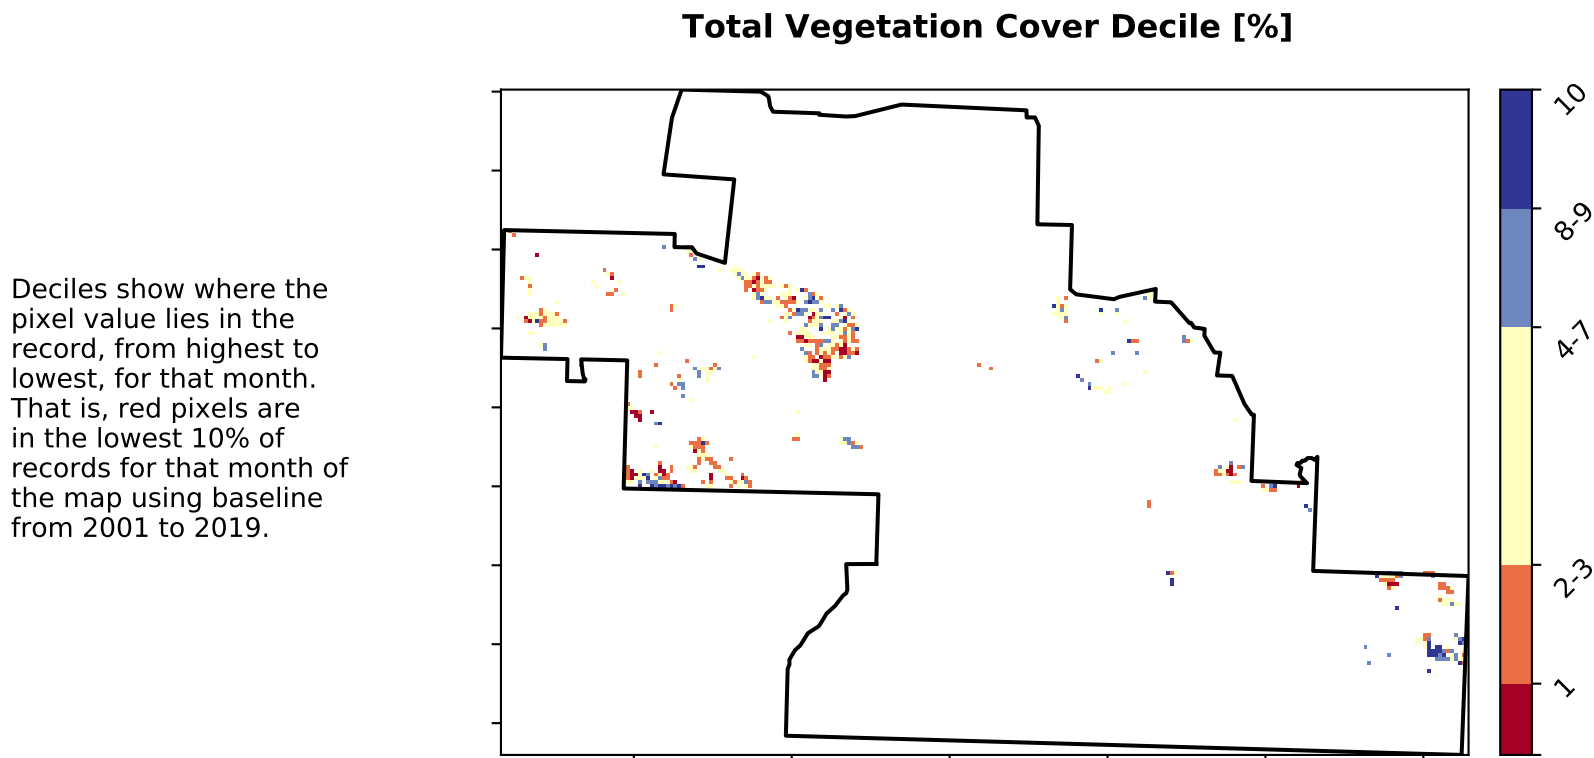 Total Vegetation Cover Decile [%]
Deciles show where the
pixel value lies in the
record, from highest to
lowest, for that month.
That is, red pixels are
in the lowest 10% of
records for that month of
the map using baseline
from 2001 to 2019.
10
8-9
4-7
2-3
1